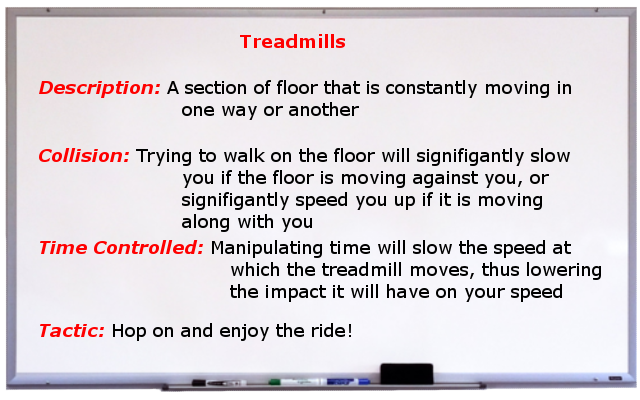 Treadmills
Description: A section of floor that is constantly moving in
one way or another
Collision: Trying to walk on the floor will signifigantly slow
you if the floor is moving against you, or
signifigantly speed you up if it is moving
along with you
Time Controlled: Manipulating time will slow the speed at
which the treadmill moves, thus lowering
the impact it will have on your speed
Tactic: Hop on and enjoy the ride!